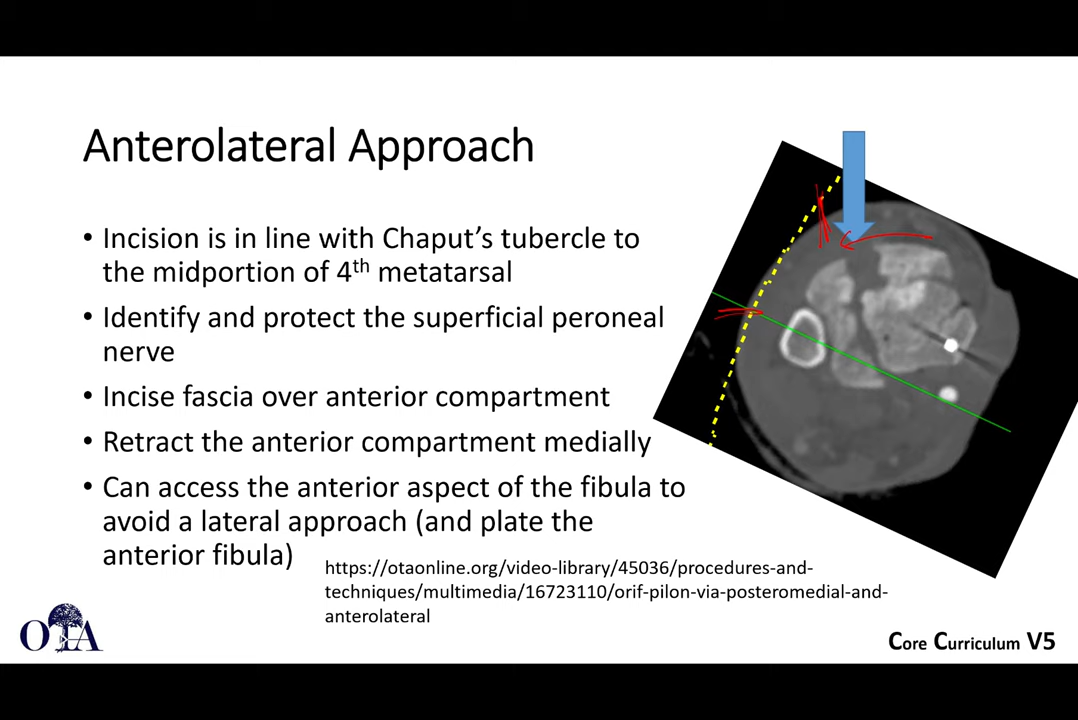 Anterolateral Approach
• Incision is in line with Chaput's tubercle to
the midportion of 4th metatarsal
• Identify and protect the superficial peroneal
nerve
• Incise fascia over anterior compartment
• Retract the anterior compartment medially
• Can access the anterior aspect of the fibula to
avoid a lateral approach (and plate the
anterior fibula)
https://otaonline.org/video-library/45036/procedures-and-
techniques/multimedia/16723110/orif-pilon-via-posteromedial-and-
anterolateral
OTA
Core Curriculum V5